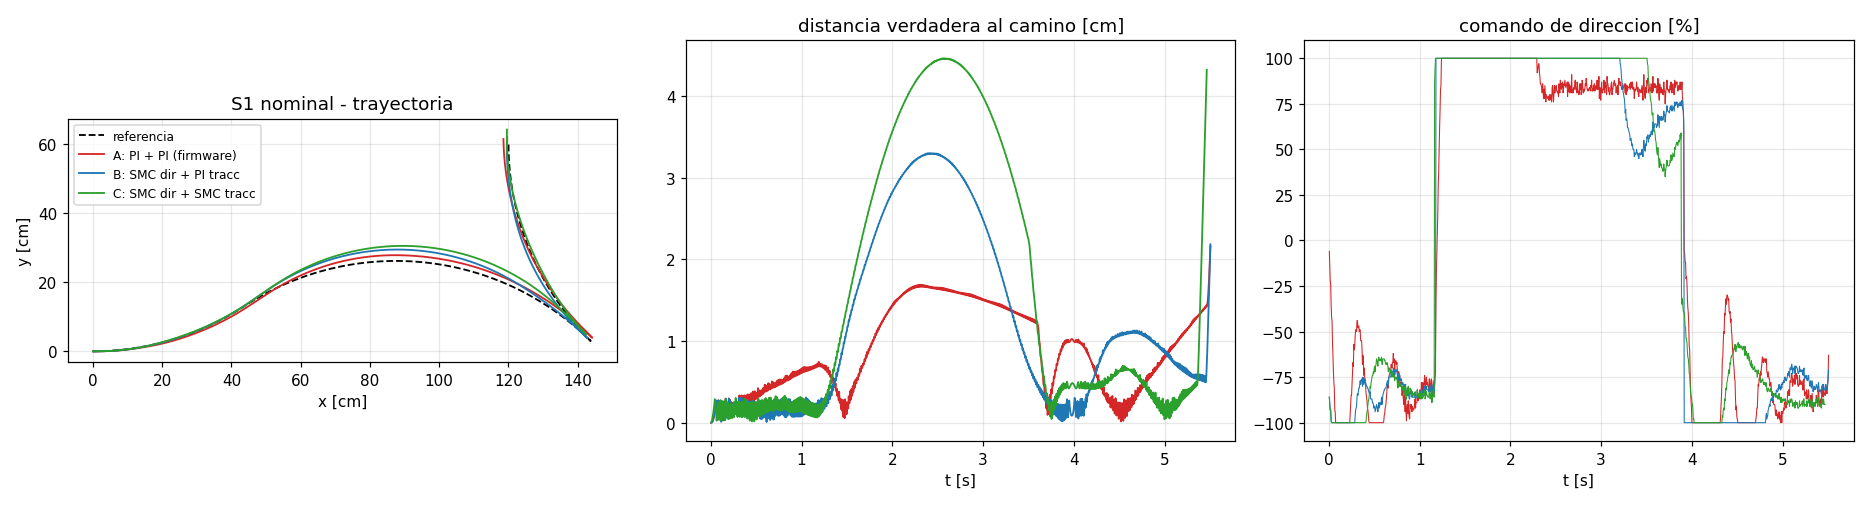 S1 nominal - trayectoria
referencia
A: PI + PI (firmware)
B: SMC dir + PI tracc
C: SMC dir + SMC tracc
60
40
20
0
y [cm]
0 20 40 60 80 100 120 140
x [cm]
distancia verdadera al camino [cm]
4
3
2
1
0
0 1 2 3 4 5
t [s]
comando de direccion [%]
100
75
50
25
0
−25
−50
−75
−100
0 1 2 3 4 5
t [s]